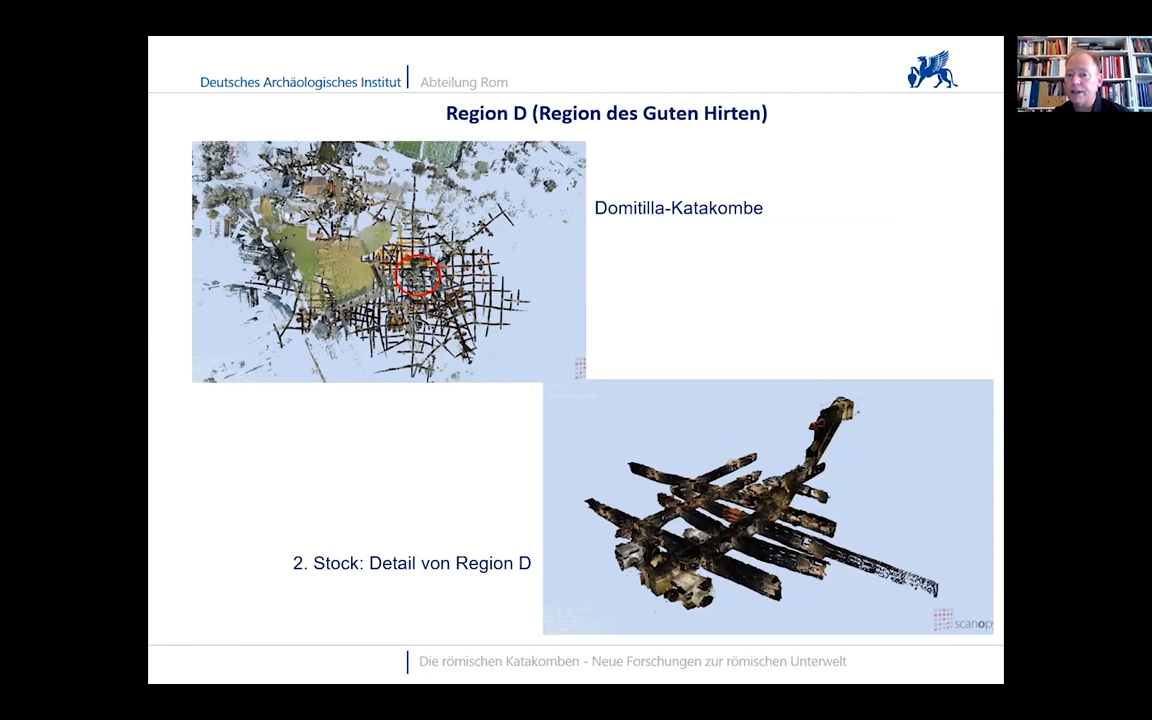 Deutsches Archäologisches Institut
Abteilung Rom
Region D (Region des Guten Hirten)
Domitilla-Katakombe
2. Stock: Detail von Region D
scanop
Die römischen Katakomben - Neue Forschungen zur römischen Unterwelt